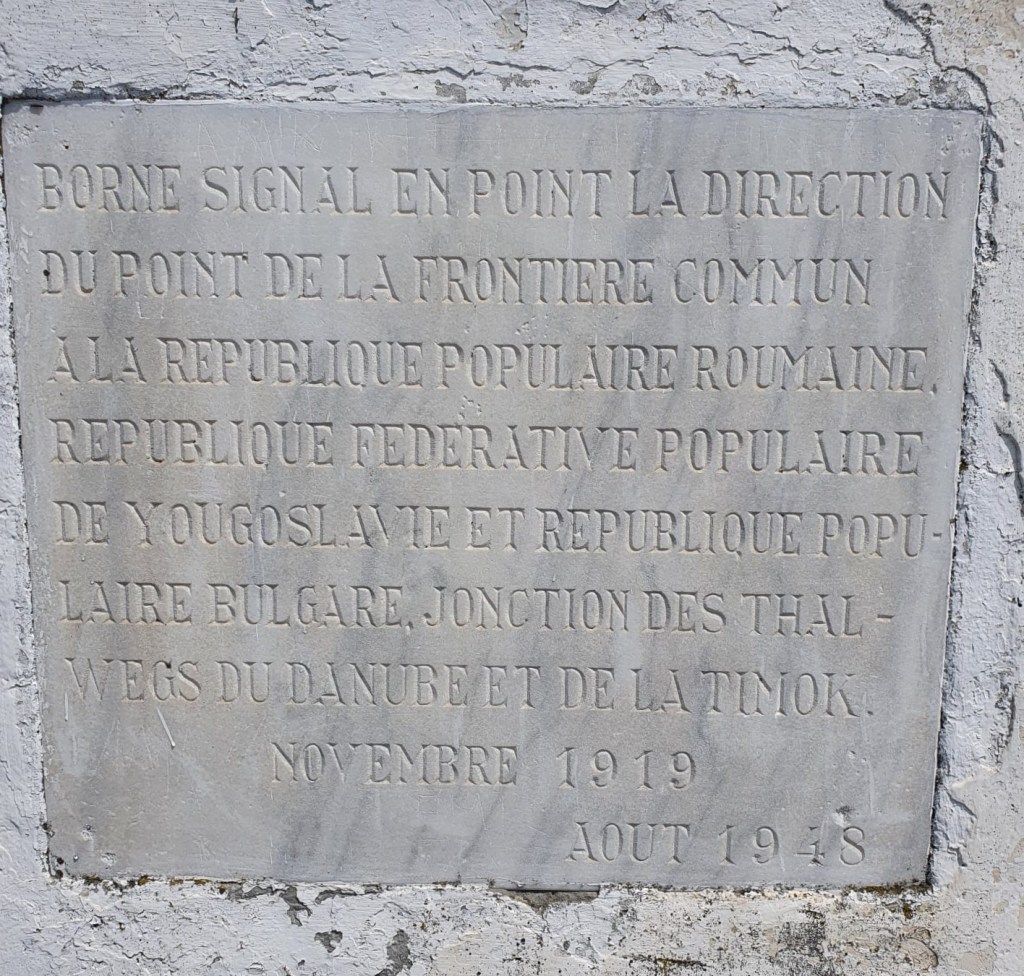 BORNE SIGNAL EN POINT LA DIRECTION
DU POINT DE LA FRONTIERE COMMUN
A LA REPUBLIQUE POPULAIRE ROUMAINE,
REPUBLIQUE FEDERATIVE POPULAIRE
DE YOUGOSLAVIE ET REPUBLIQUE POPU-
LAIRE BULGARE, JONCTION DES THAL-
WEGS DU DANUBE ET DE LA TIMOK.
NOVEMBRE 1919
AOUT 1948